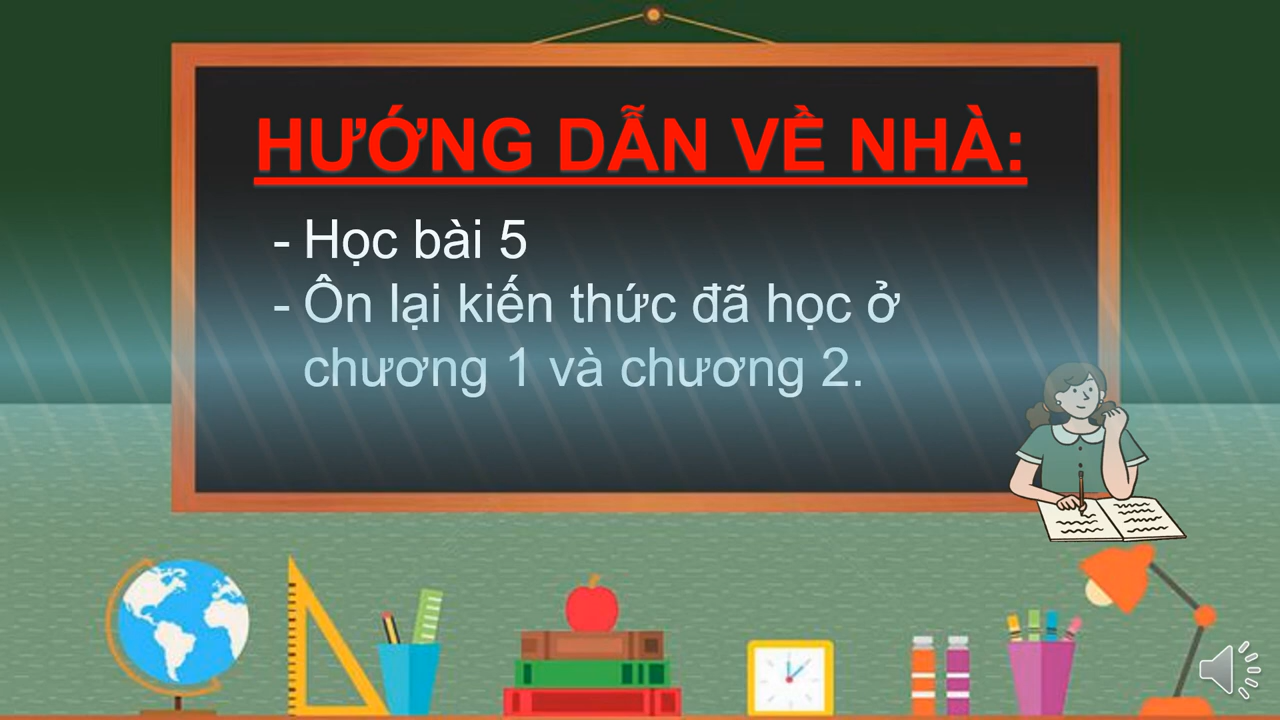 HƯỚNG DẪN VỀ NHÀ:
- Học bài 5
- Ôn lại kiến thức đã học ở
chương 1 và chương 2.